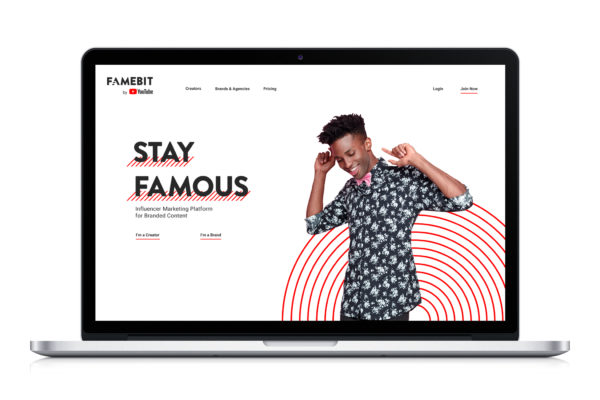 FAMEBIT
by YouTube
Creators
Brands & Agencies
Pricing
Login
Join Now
STAY
FAMOUS
Influencer Marketing Platform
for Branded Content
I'm a Creator
I'm a Brand